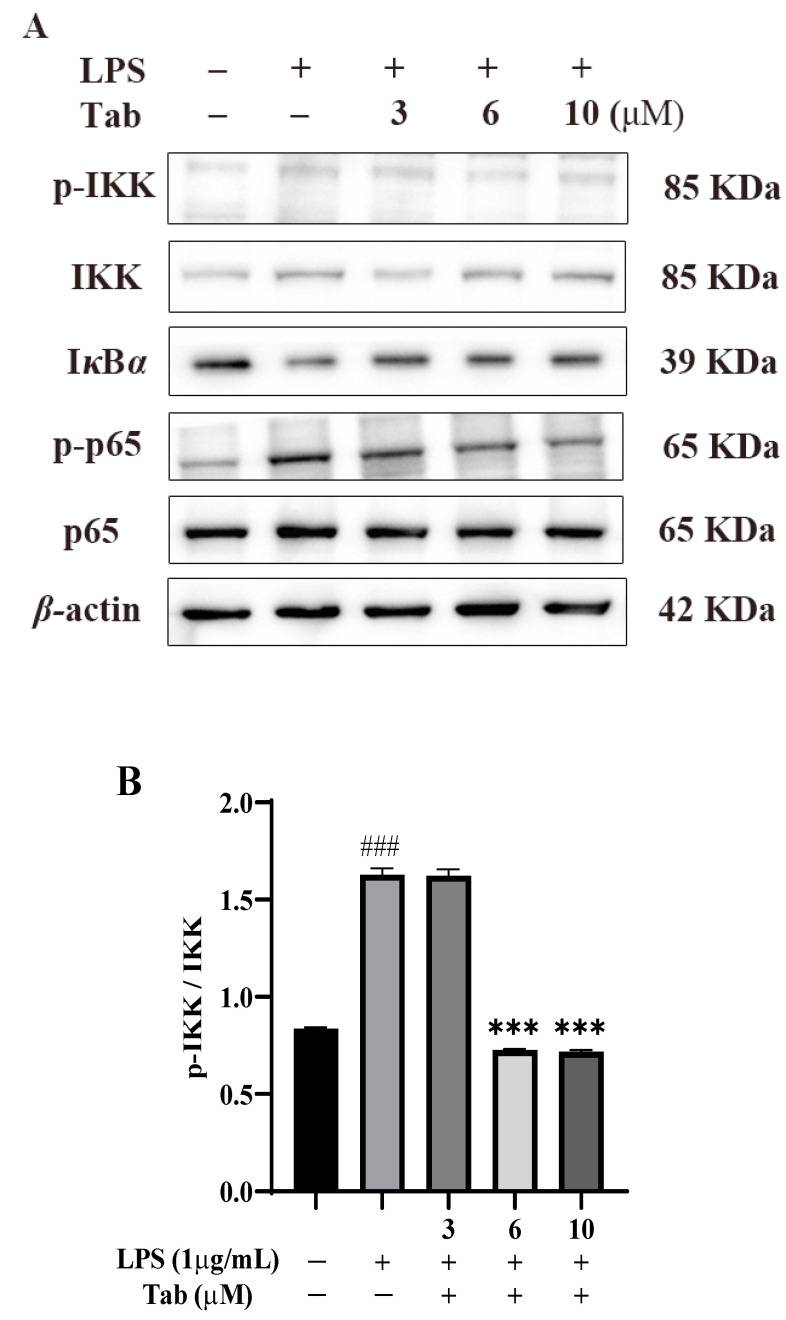 A
LPS − + + + +
Tab − − 3 6 10 (μM)
p-IKK 85 KDa
IKK 85 KDa
IκBα 39 KDa
p-p65 65 KDa
p65 65 KDa
β-actin 42 KDa
B
2.0
###
1.5
1.0
*** ***
0.5
0.0
p-IKK / IKK
3 6 10
LPS (1μg/mL) − + + + +
Tab (μM) − − + + +